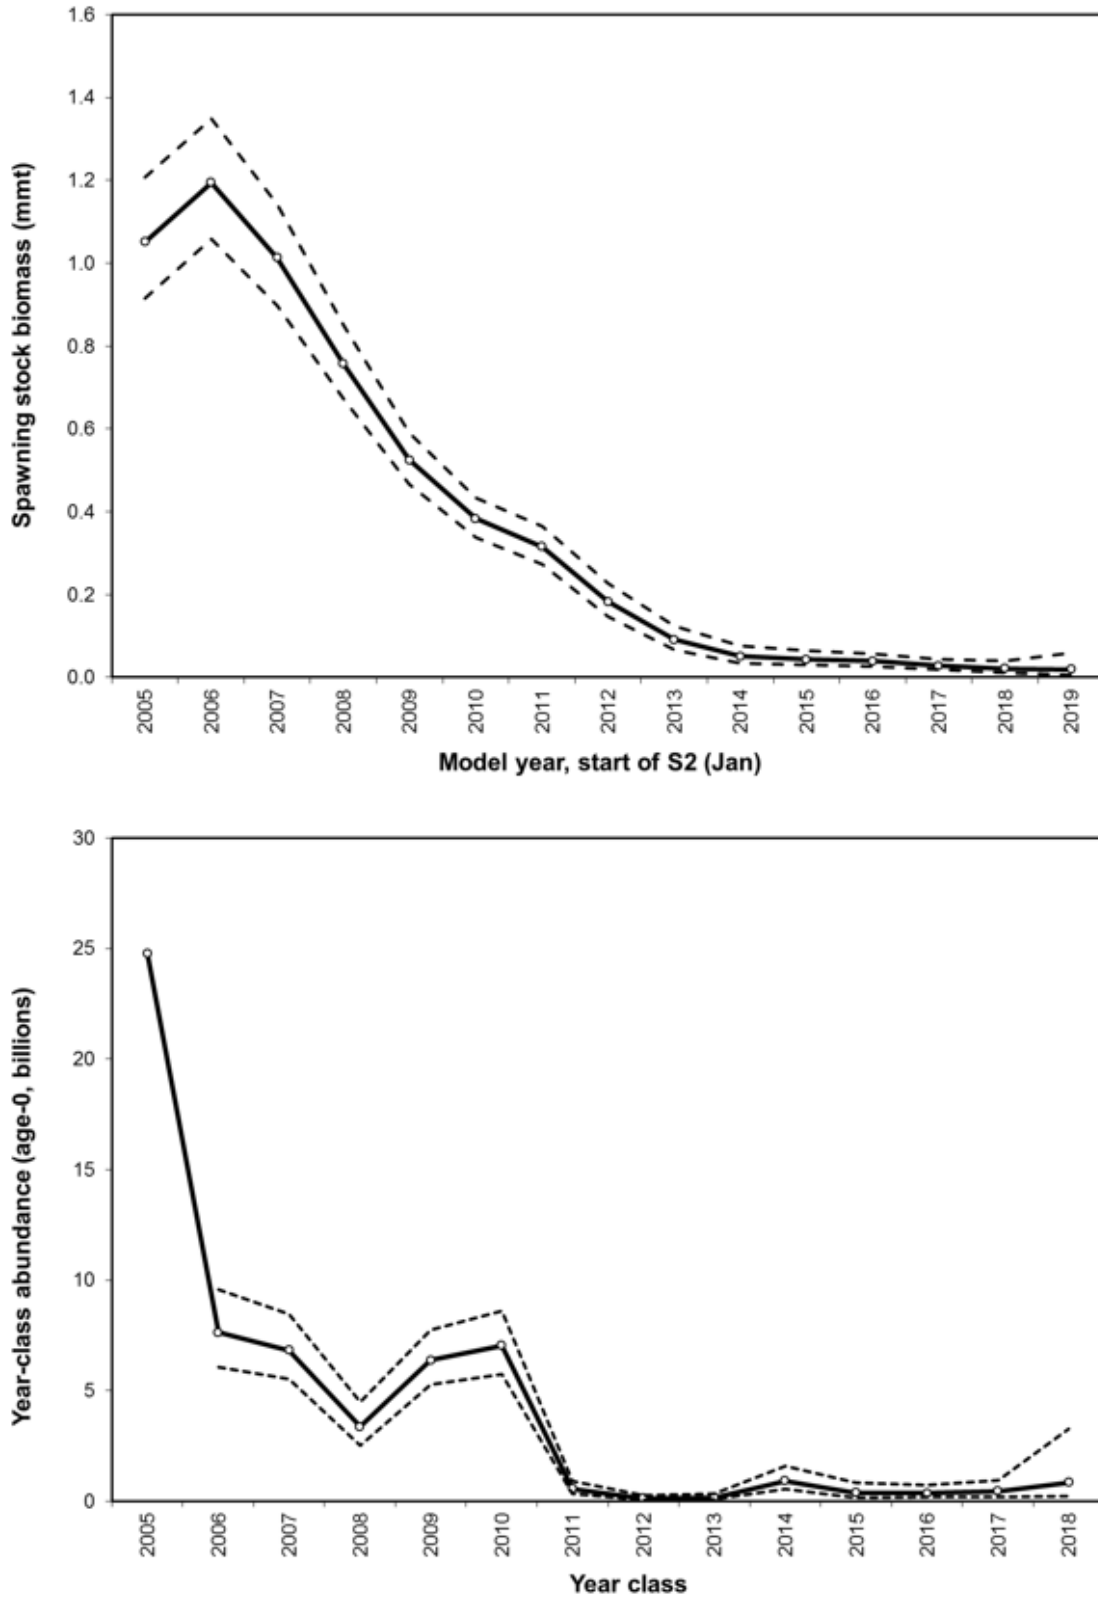 1.6
1.4
1.2
1.0
0.8
0.6
0.4
0.2
0.0
Spawning stock biomass (mmt)
2005 2006 2007 2008 2009 2010 2011 2012 2013 2014 2015 2016 2017 2018 2019
Model year, start of S2 (Jan)
30
25
20
15
10
5
0
Year-class abundance (age-0, billions)
2005 2006 2007 2008 2009 2010 2011 2012 2013 2014 2015 2016 2017 2018
Year class